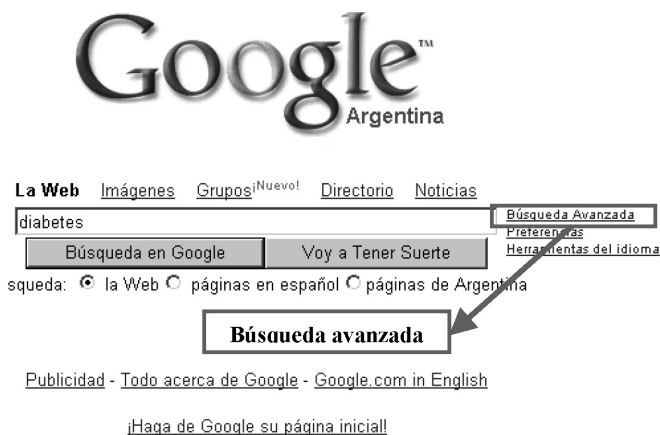 Google™
Argentina
La Web Imágenes Grupos¡Nuevo! Directorio Noticias
diabetes
Búsqueda Avanzada
Preferencias
Herramientas del idioma
Búsqueda en Google Voy a Tener Suerte
squeda: la Web páginas en español páginas de Argentina
Búsqueda avanzada
Publicidad - Todo acerca de Google - Google.com in English
¡Haga de Google su página inicial!